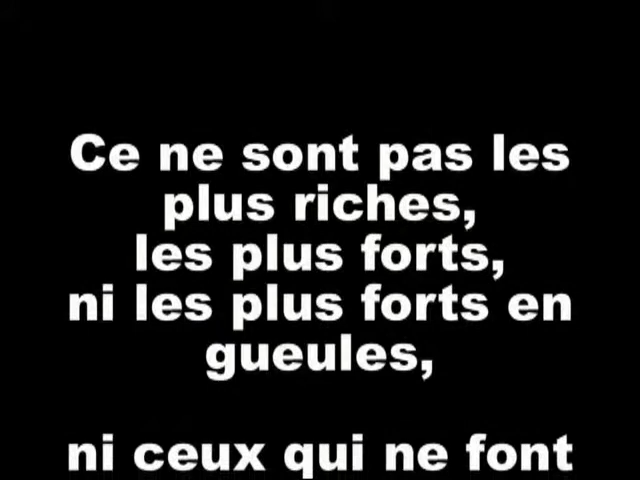 Ce ne sont pas les
plus riches,
les plus forts,
ni les plus forts en
gueules,
ni ceux qui ne font